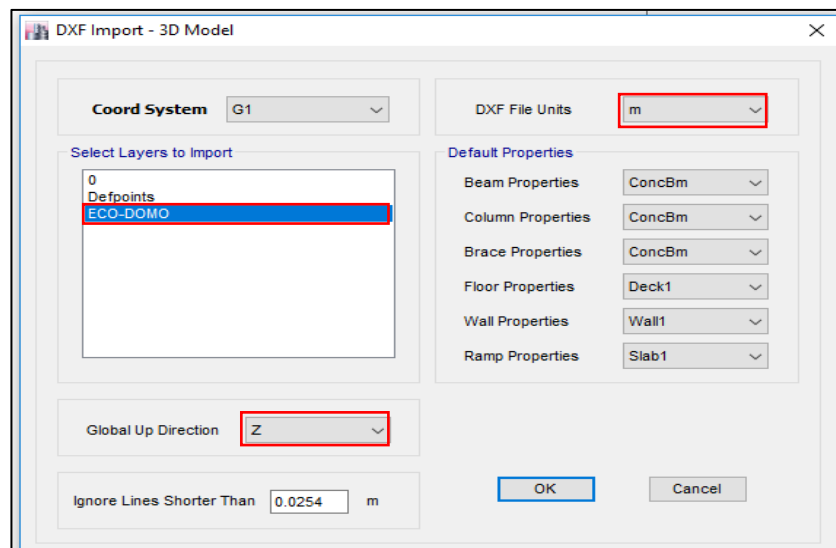 DXF Import - 3D Model
Coord System G1
DXF File Units m
Select Layers to Import
0
Defpoints
ECO-DOMO
Default Properties
Beam Properties ConcBm
Column Properties ConcBm
Brace Properties ConcBm
Floor Properties Deck1
Wall Properties Wall1
Ramp Properties Slab1
Global Up Direction Z
Ignore Lines Shorter Than 0.0254 m
OK Cancel